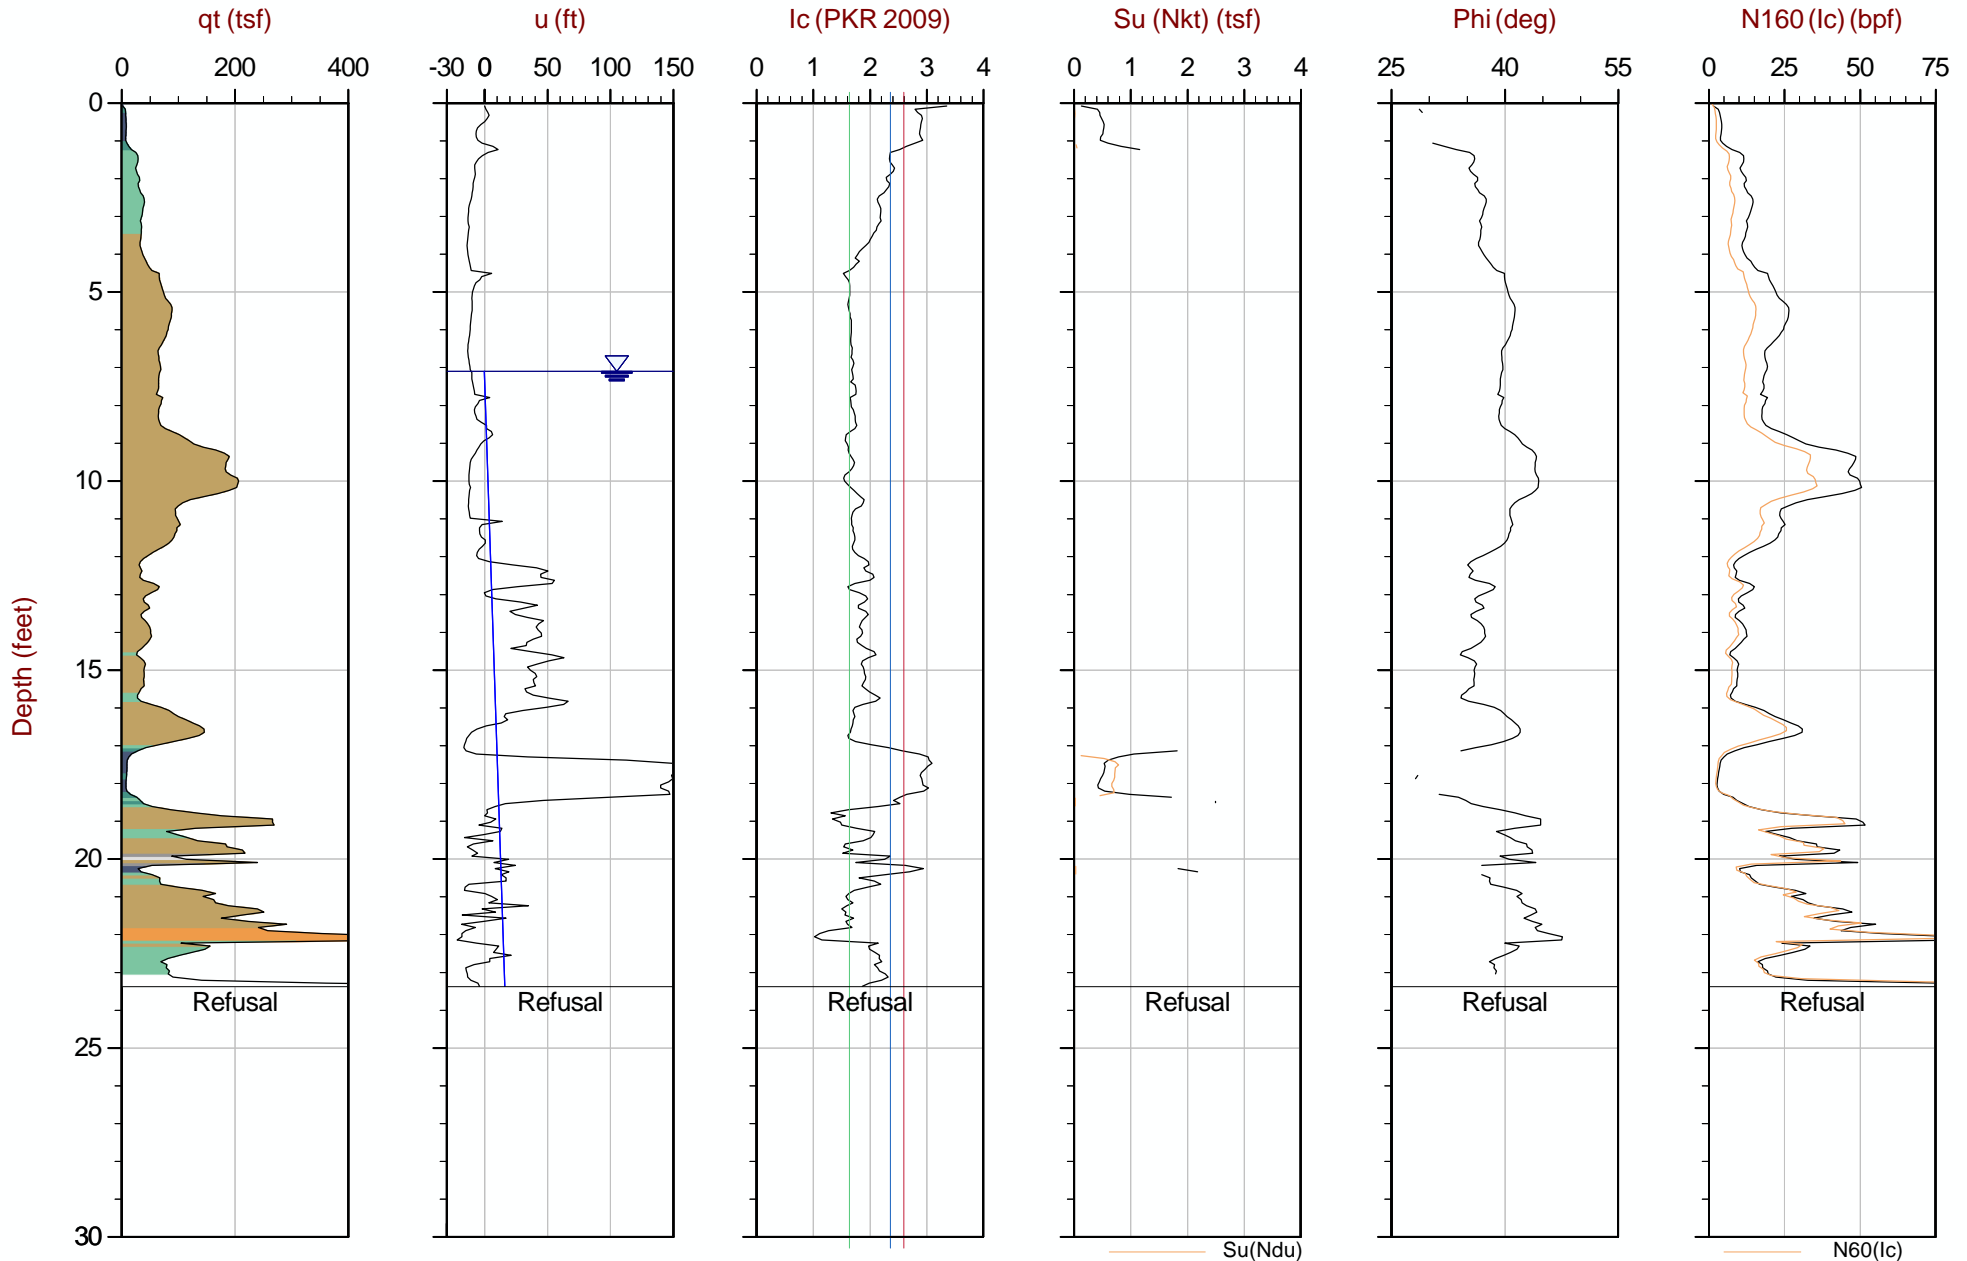 qt (tsf) u (ft) Ic (PKR 2009) Su (Nkt) (tsf) Phi (deg) N160 (Ic) (bpf)
0 200 400 -30 0 50 100 150 0 1 2 3 4 0 1 2 3 4 25 40 55 0 25 50 75
0
5
10
15
20
25
30
Depth (feet)
Refusal Refusal Refusal Refusal Refusal Refusal
Su(Ndu) N60(Ic)